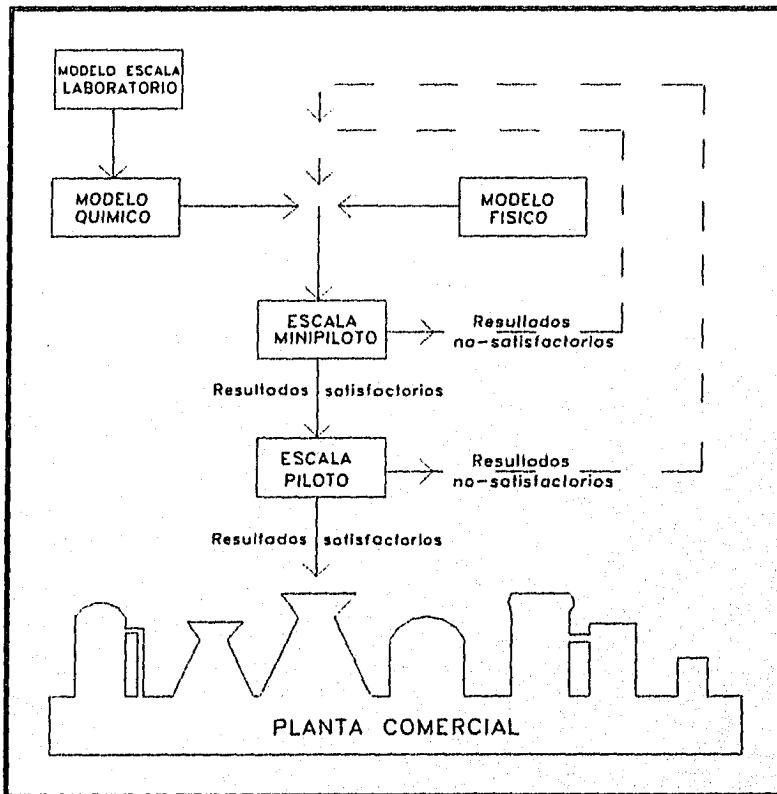 MODELO ESCALA
LABORATORIO
MODELO
QUIMICO
MODELO
FISICO
ESCALA
MINIPILOTO
Resultados
no-satisfactorios
Resultados satisfactorios
ESCALA
PILOTO
Resultados
no-satisfactorios
Resultados satisfactorios
PLANTA COMERCIAL